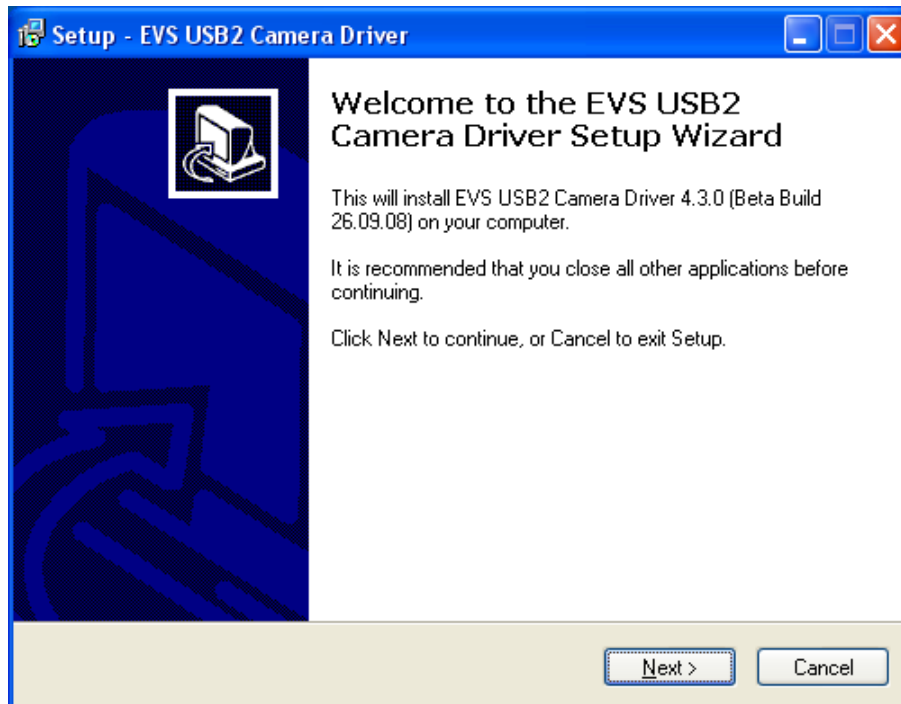 Setup - EVS USB2 Camera Driver
Welcome to the EVS USB2
Camera Driver Setup Wizard
This will install EVS USB2 Camera Driver 4.3.0 (Beta Build
26.09.08) on your computer.
It is recommended that you close all other applications before
continuing.
Click Next to continue, or Cancel to exit Setup.
Next >
Cancel